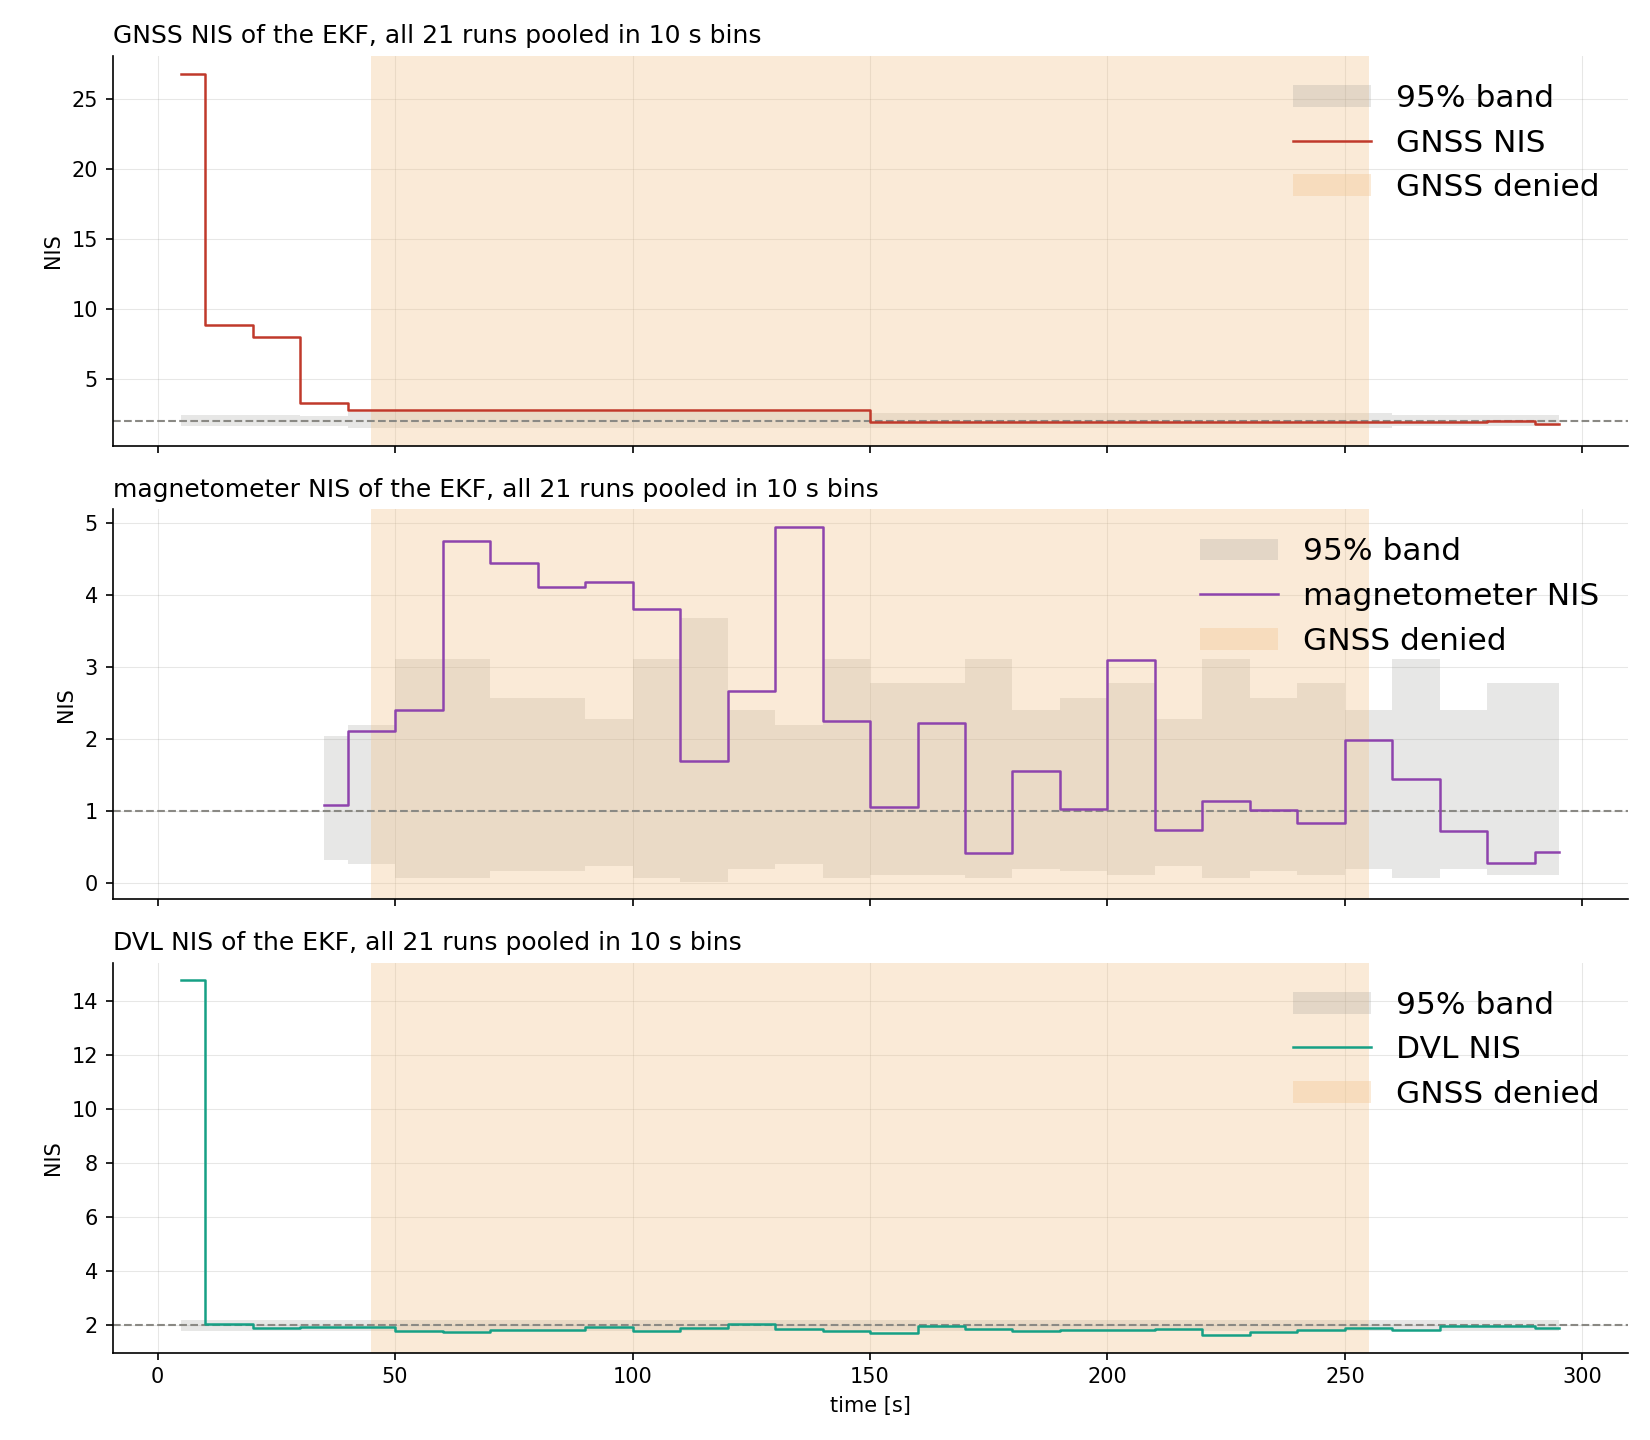 GNSS NIS of the EKF, all 21 runs pooled in 10 s bins
NIS
25
20
15
10
5
95% band
GNSS NIS
GNSS denied
magnetometer NIS of the EKF, all 21 runs pooled in 10 s bins
NIS
5
4
3
2
1
0
95% band
magnetometer NIS
GNSS denied
DVL NIS of the EKF, all 21 runs pooled in 10 s bins
NIS
14
12
10
8
6
4
2
95% band
DVL NIS
GNSS denied
0 50 100 150 200 250 300
time [s]